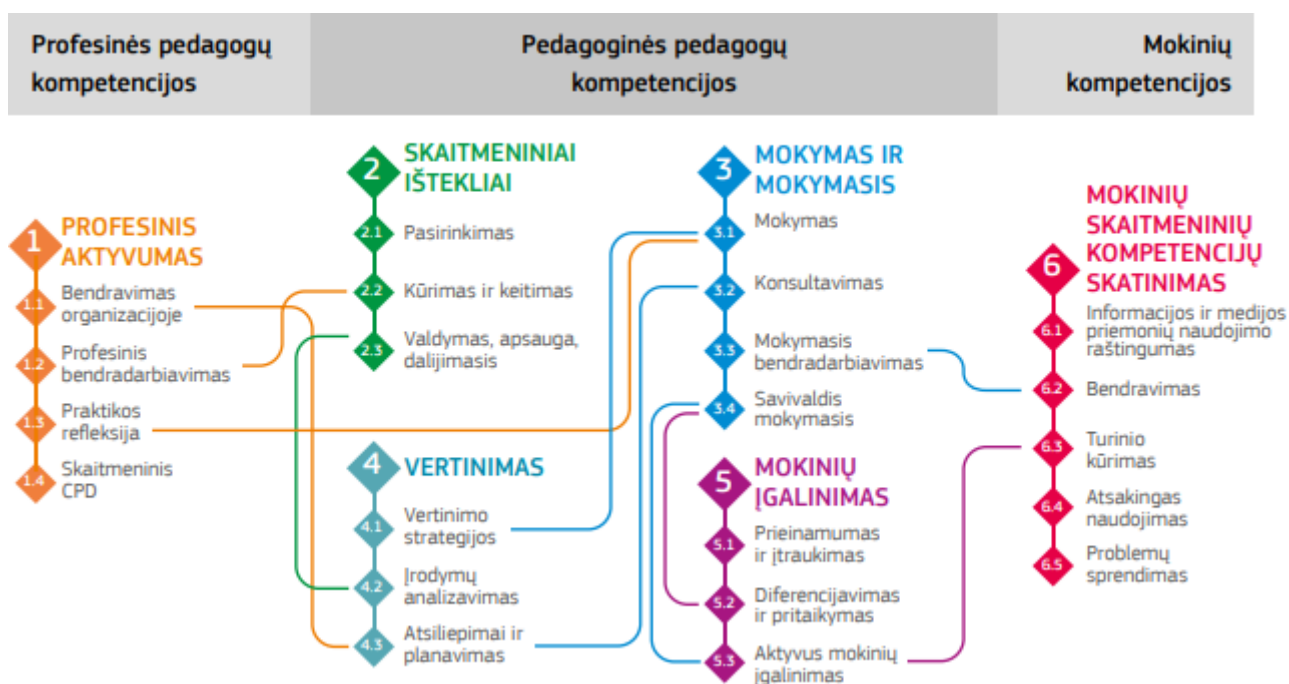 Profesinės pedagogų
kompetencijos
Pedagoginės pedagogų
kompetencijos
Mokinių
kompetencijos
1
PROFESINIS
AKTYVUMAS
1.1
Bendravimas
organizacijoje
1.2
Profesinis
bendradarbiavimas
1.3
Praktikos
refleksija
1.4
Skaitmeninis
CPD
2
SKAITMENINIAI
IŠTEKLIAI
2.1
Pasirinkimas
2.2
Kūrimas ir keitimas
2.3
Valdymas, apsauga,
dalijimasis
4
VERTINIMAS
4.1
Vertinimo
strategijos
4.2
Įrodymų
analizavimas
4.3
Atsiliepimai ir
planavimas
3
MOKYMAS IR
MOKYMASIS
3.1
Mokymas
3.2
Konsultavimas
3.3
Mokymasis
bendradarbiavimas
3.4
Savivaldis
mokymasis
5
MOKINIŲ
ĮGALINIMAS
5.1
Prieinamumas
ir įtraukimas
5.2
Diferencijavimas
ir pritaikymas
5.3
Aktyvus mokinių
įgalinimas
6
MOKINIŲ
SKAITMENINIŲ
KOMPETENCIJŲ
SKATINIMAS
6.1
Informacijos ir medijos
priemonių naudojimo
raštingumas
6.2
Bendravimas
6.3
Turinio
kūrimas
6.4
Atsakingas
naudojimas
6.5
Problemų
sprendimas